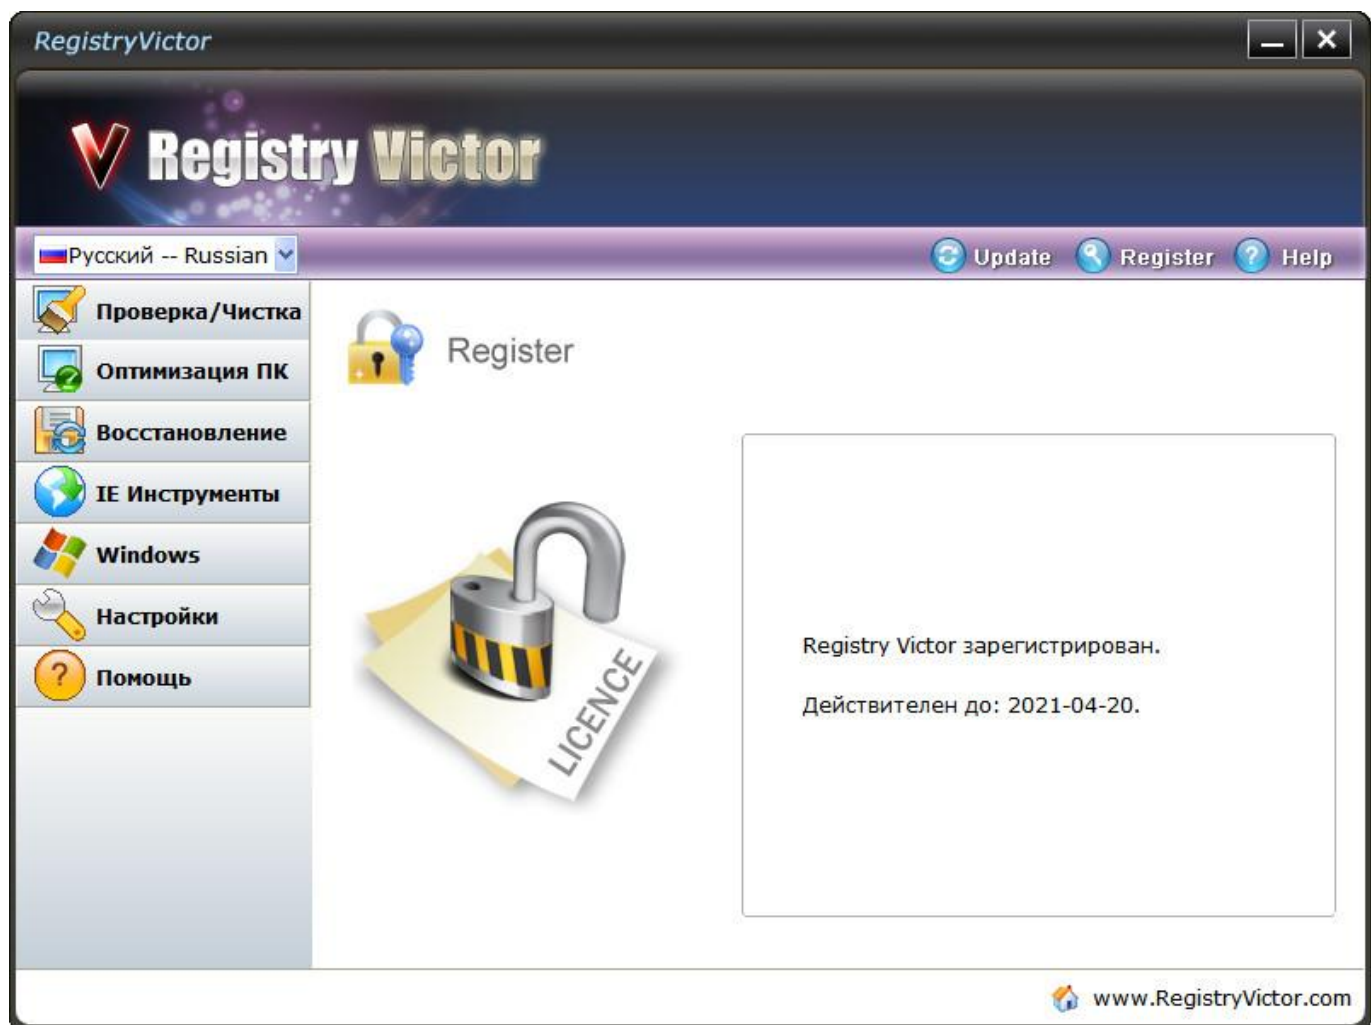 RegistryVictor
V Registry Victor
Русский -- Russian
Update Register Help
Проверка/Чистка
Оптимизация ПК
Восстановление
IE Инструменты
Windows
Настройки
Помощь
Register
LICENCE
Registry Victor зарегистрирован.
Действителен до: 2021-04-20.
www.RegistryVictor.com